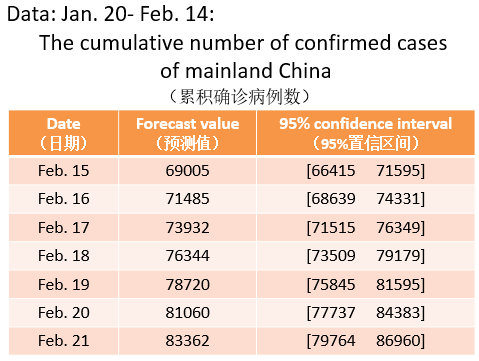 Data: Jan. 20- Feb. 14:
The cumulative number of confirmed cases
of mainland China
（累积确诊病例数）
Date Forecast value 95% confidence interval
（日期） （预测值） （95%置信区间）
Feb. 15 69005 [66415 71595]
Feb. 16 71485 [68639 74331]
Feb. 17 73932 [71515 76349]
Feb. 18 76344 [73509 79179]
Feb. 19 78720 [75845 81595]
Feb. 20 81060 [77737 84383]
Feb. 21 83362 [79764 86960]